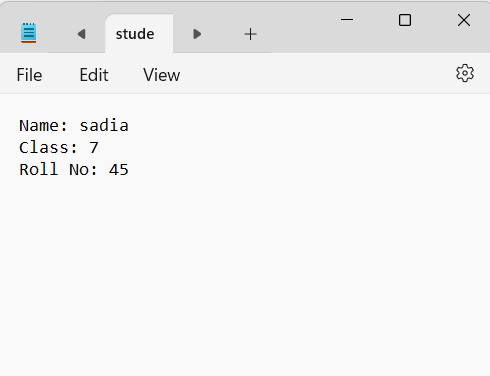 stude
File Edit View
Name: sadia
Class: 7
Roll No: 45